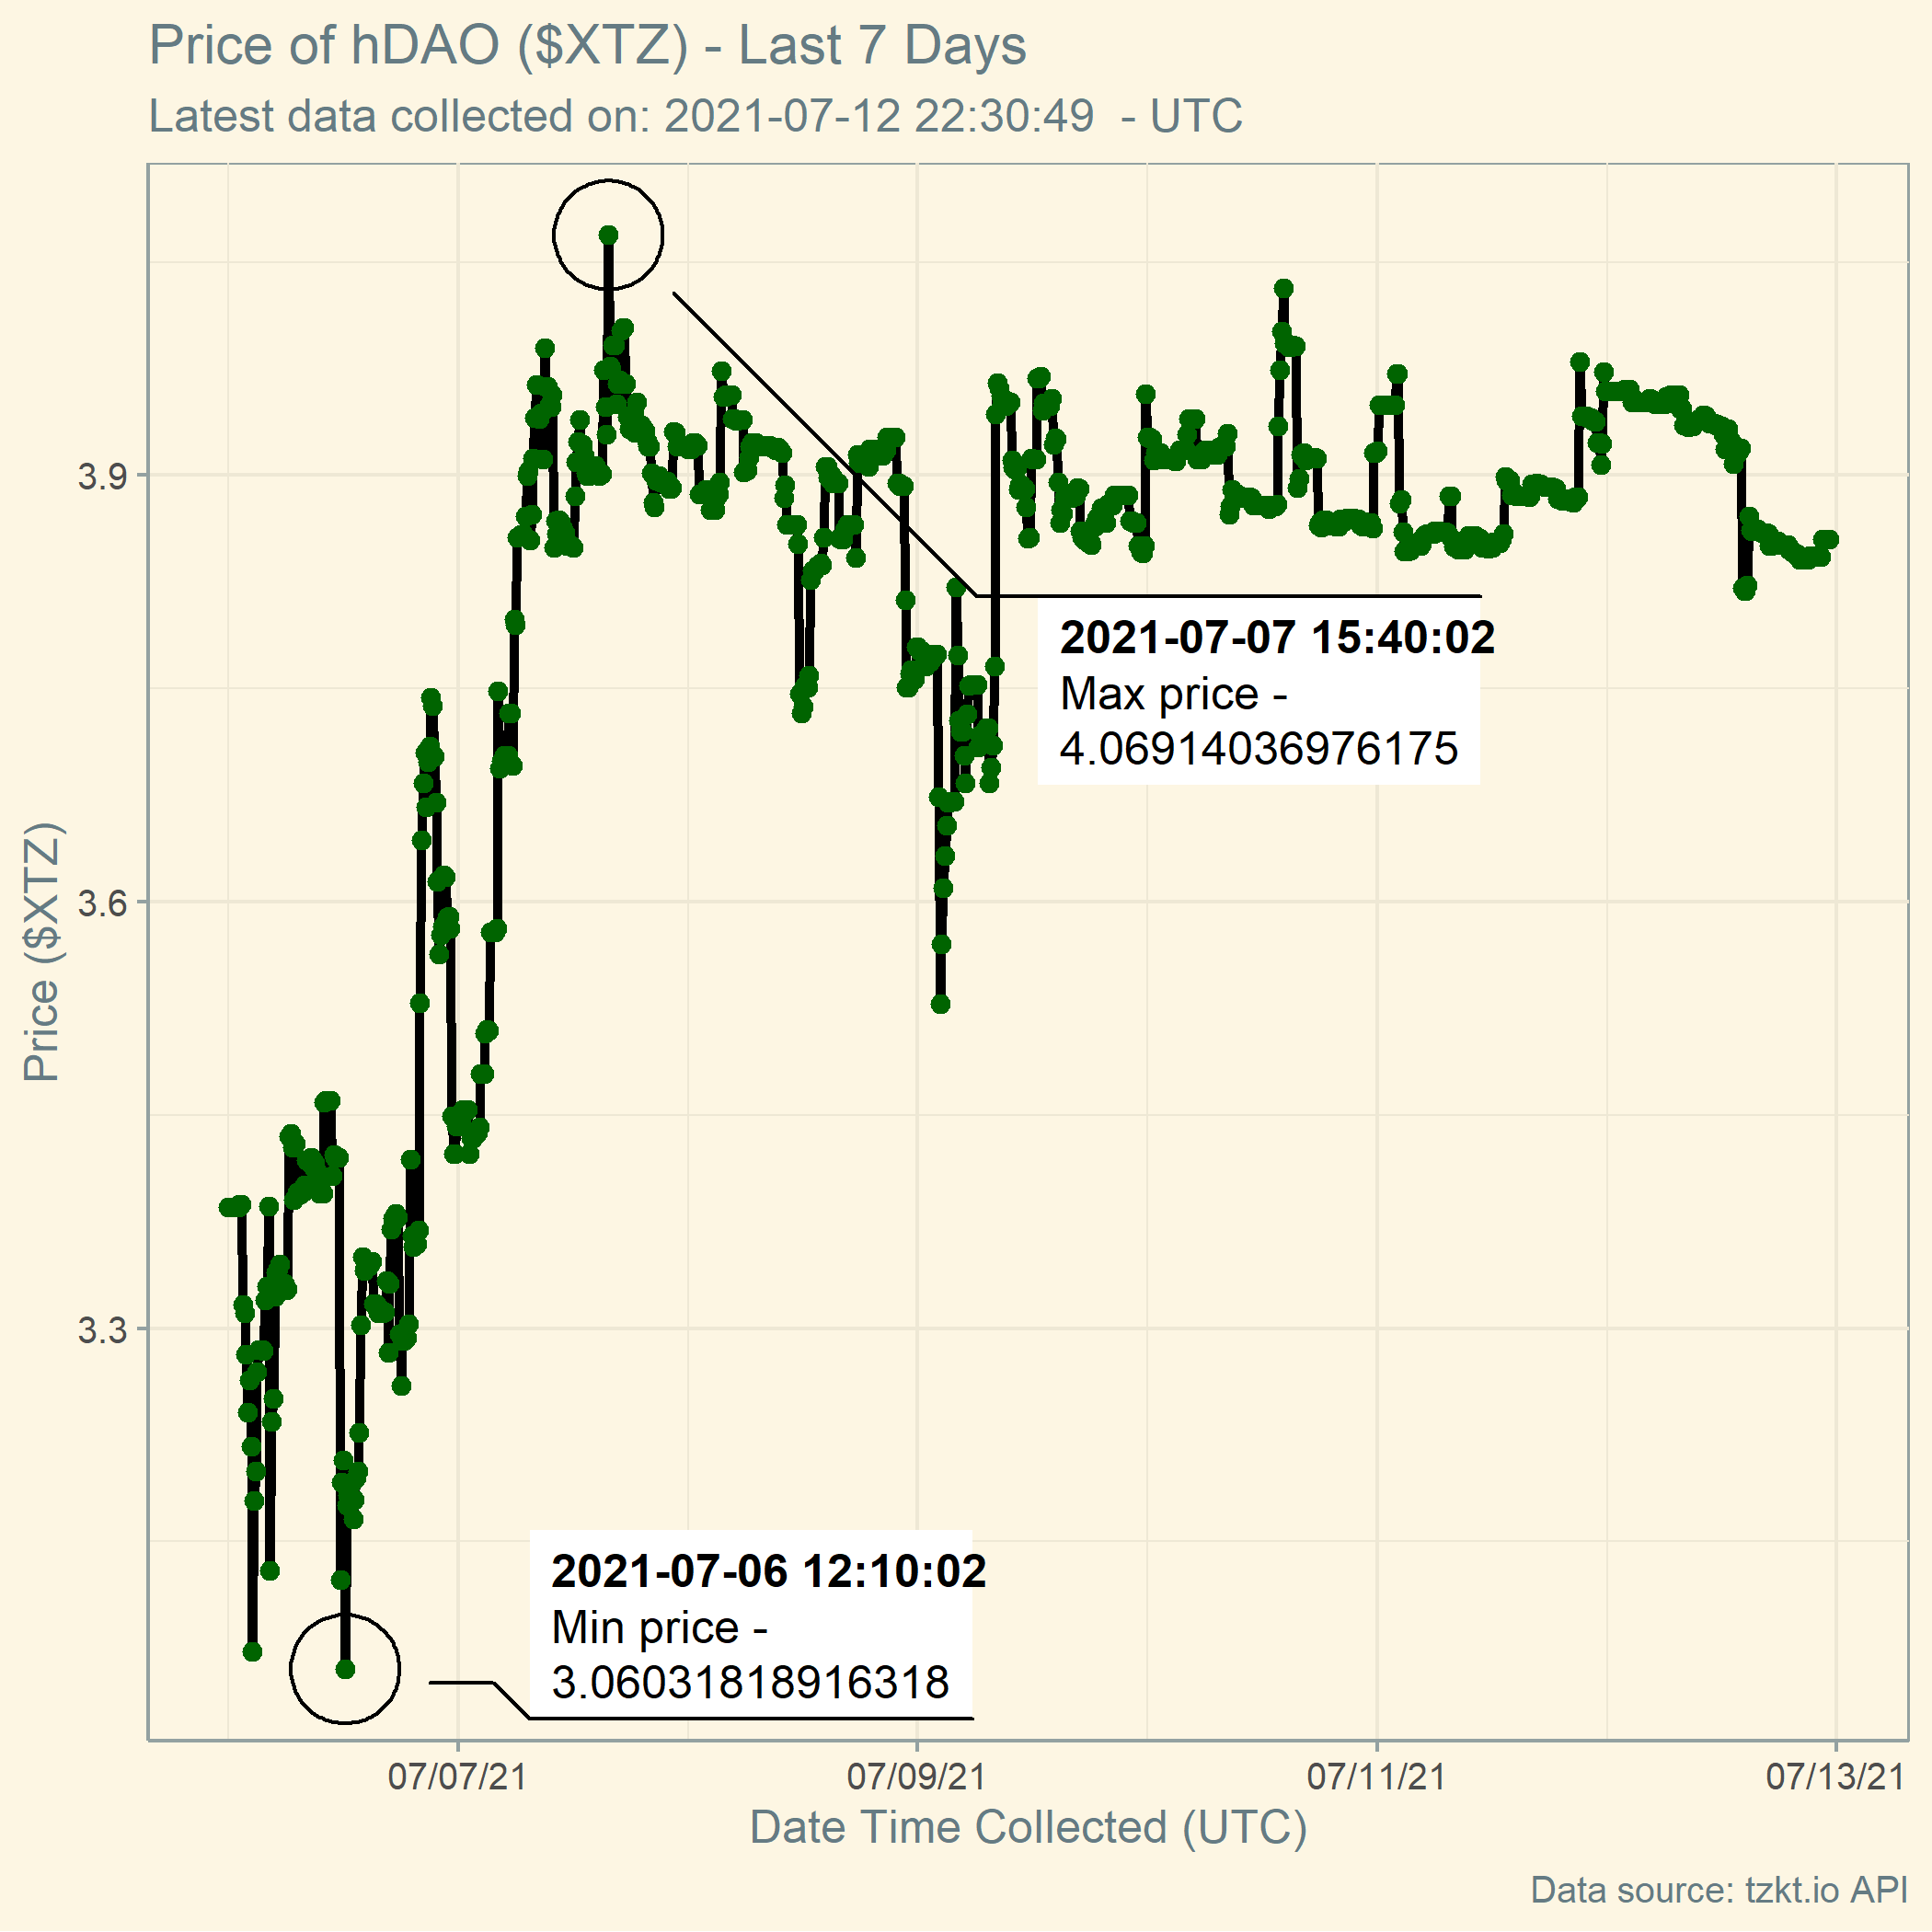 Price of hDAO ($XTZ) - Last 7 Days
Latest data collected on: 2021-07-12 22:30:49  - UTC
Price ($XTZ)
3.9
3.6
3.3
2021-07-07 15:40:02
Max price -
4.06914036976175
2021-07-06 12:10:02
Min price -
3.06031818916318
07/07/21
07/09/21
07/11/21
07/13/21
Date Time Collected (UTC)
Data source: tzkt.io API